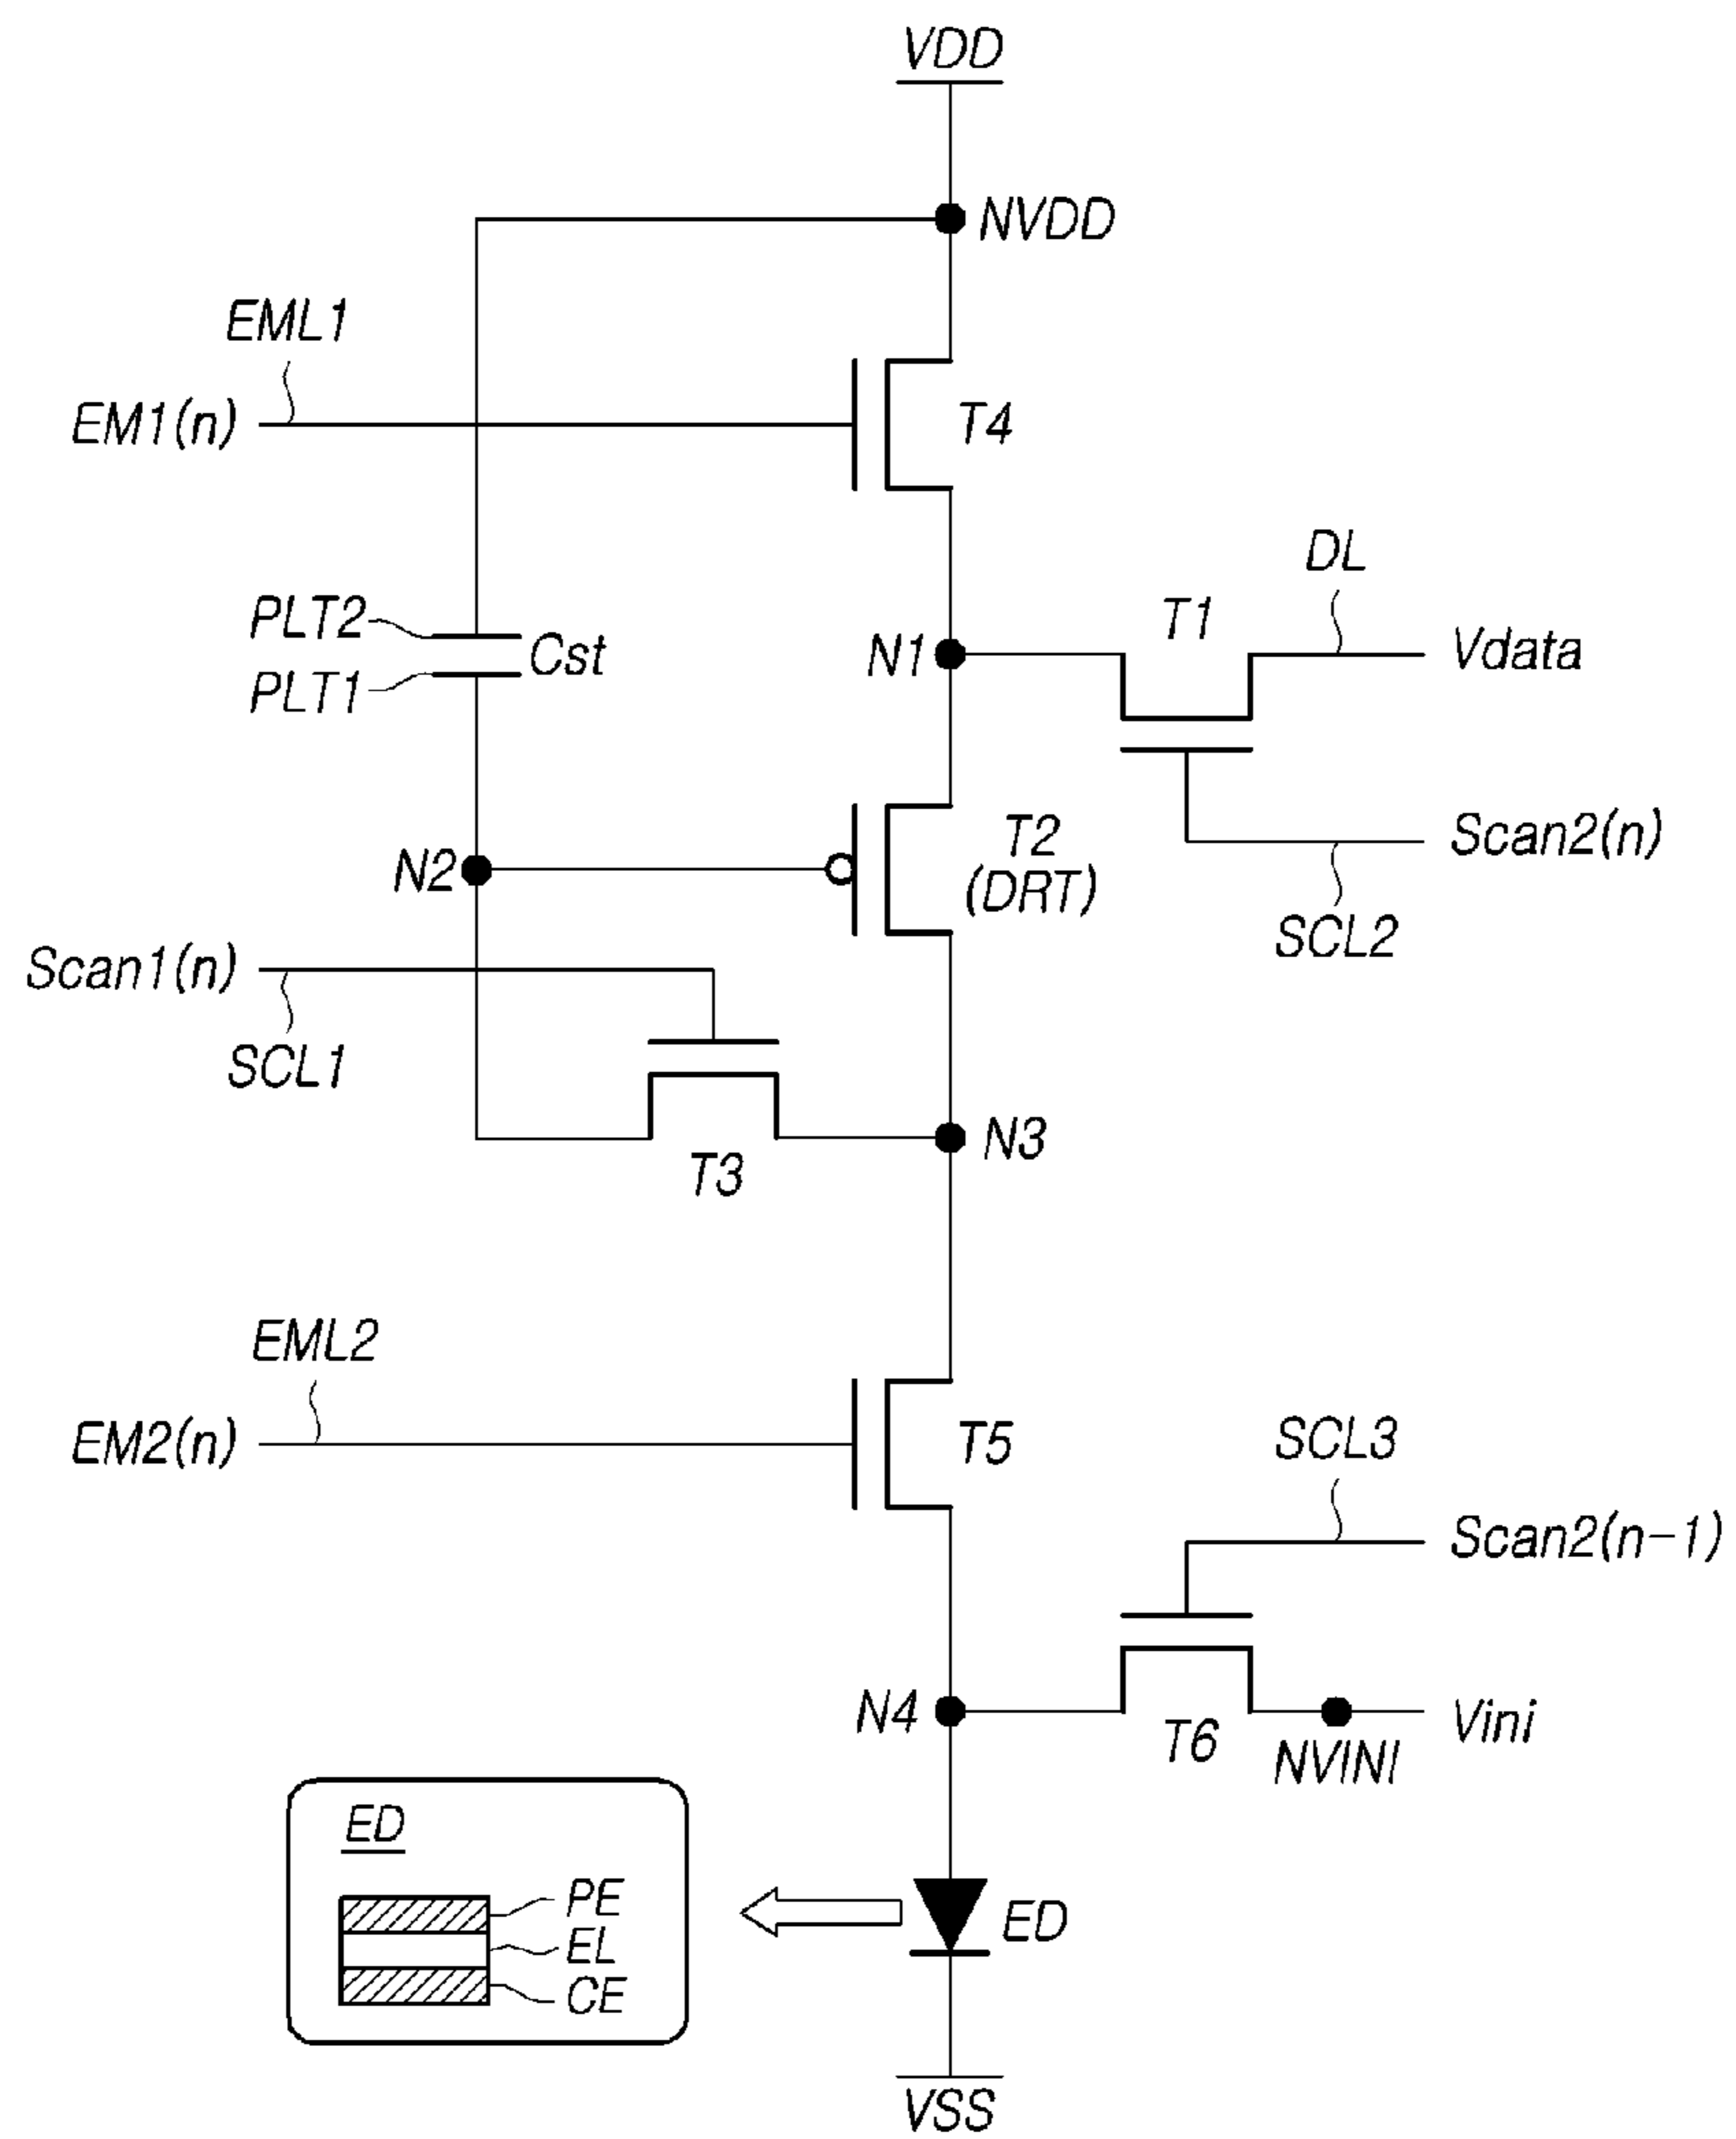 VDD
NVDD
EML1
EM1(n)
T4
DL
T1
PLT2
Cst
N1
Vdata
PLT1
T2
(DRT)
Scan2(n)
N2
SCL2
Scan1(n)
SCL1
N3
T3
EML2
EM2(n)
T5
SCL3
Scan2(n-1)
N4
T6
Vini
NVINI
ED
PE
EL
CE
ED
VSS